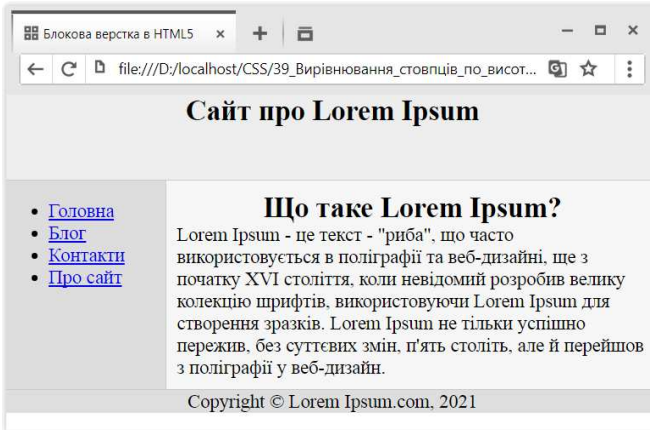 Блокова верстка в HTML5
file:///D:/localhost/CSS/39_Вирівнювання_стовпців_по_висот...
Сайт про Lorem Ipsum
Головна
Блог
Контакти
Про сайт
Що таке Lorem Ipsum?
Lorem Ipsum - це текст - "риба", що часто
використовується в поліграфії та веб-дизайні, ще з
початку XVI століття, коли невідомий розробив велику
колекцію шрифтів, використовуючи Lorem Ipsum для
створення зразків. Lorem Ipsum не тільки успішно
пережив, без суттєвих змін, п'ять століть, але й перейшов
з поліграфії у веб-дизайн.
Copyright © Lorem Ipsum.com, 2021